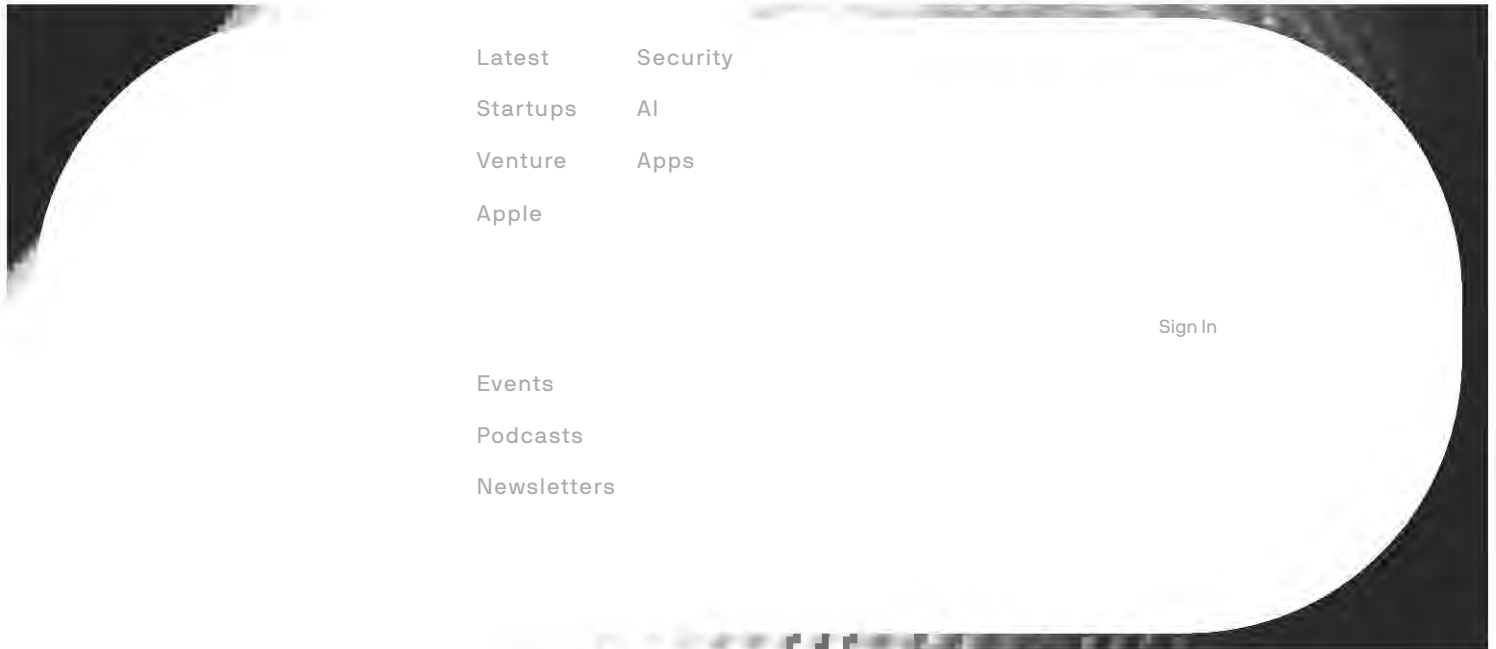 Latest
Startups
Venture
Apple
Security
AI
Apps
Sign In
Events
Podcasts
Newsletters